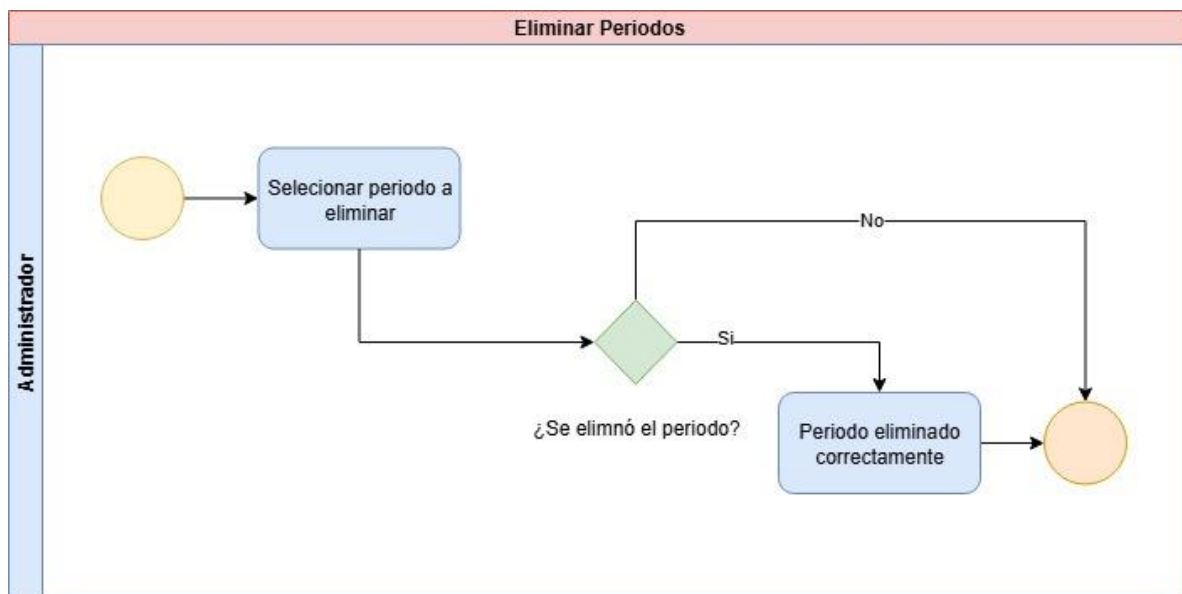 Eliminar Periodos
Administrador
Selecionar periodo a
eliminar
No
Si
¿Se elimnó el periodo?
Periodo eliminado
correctamente